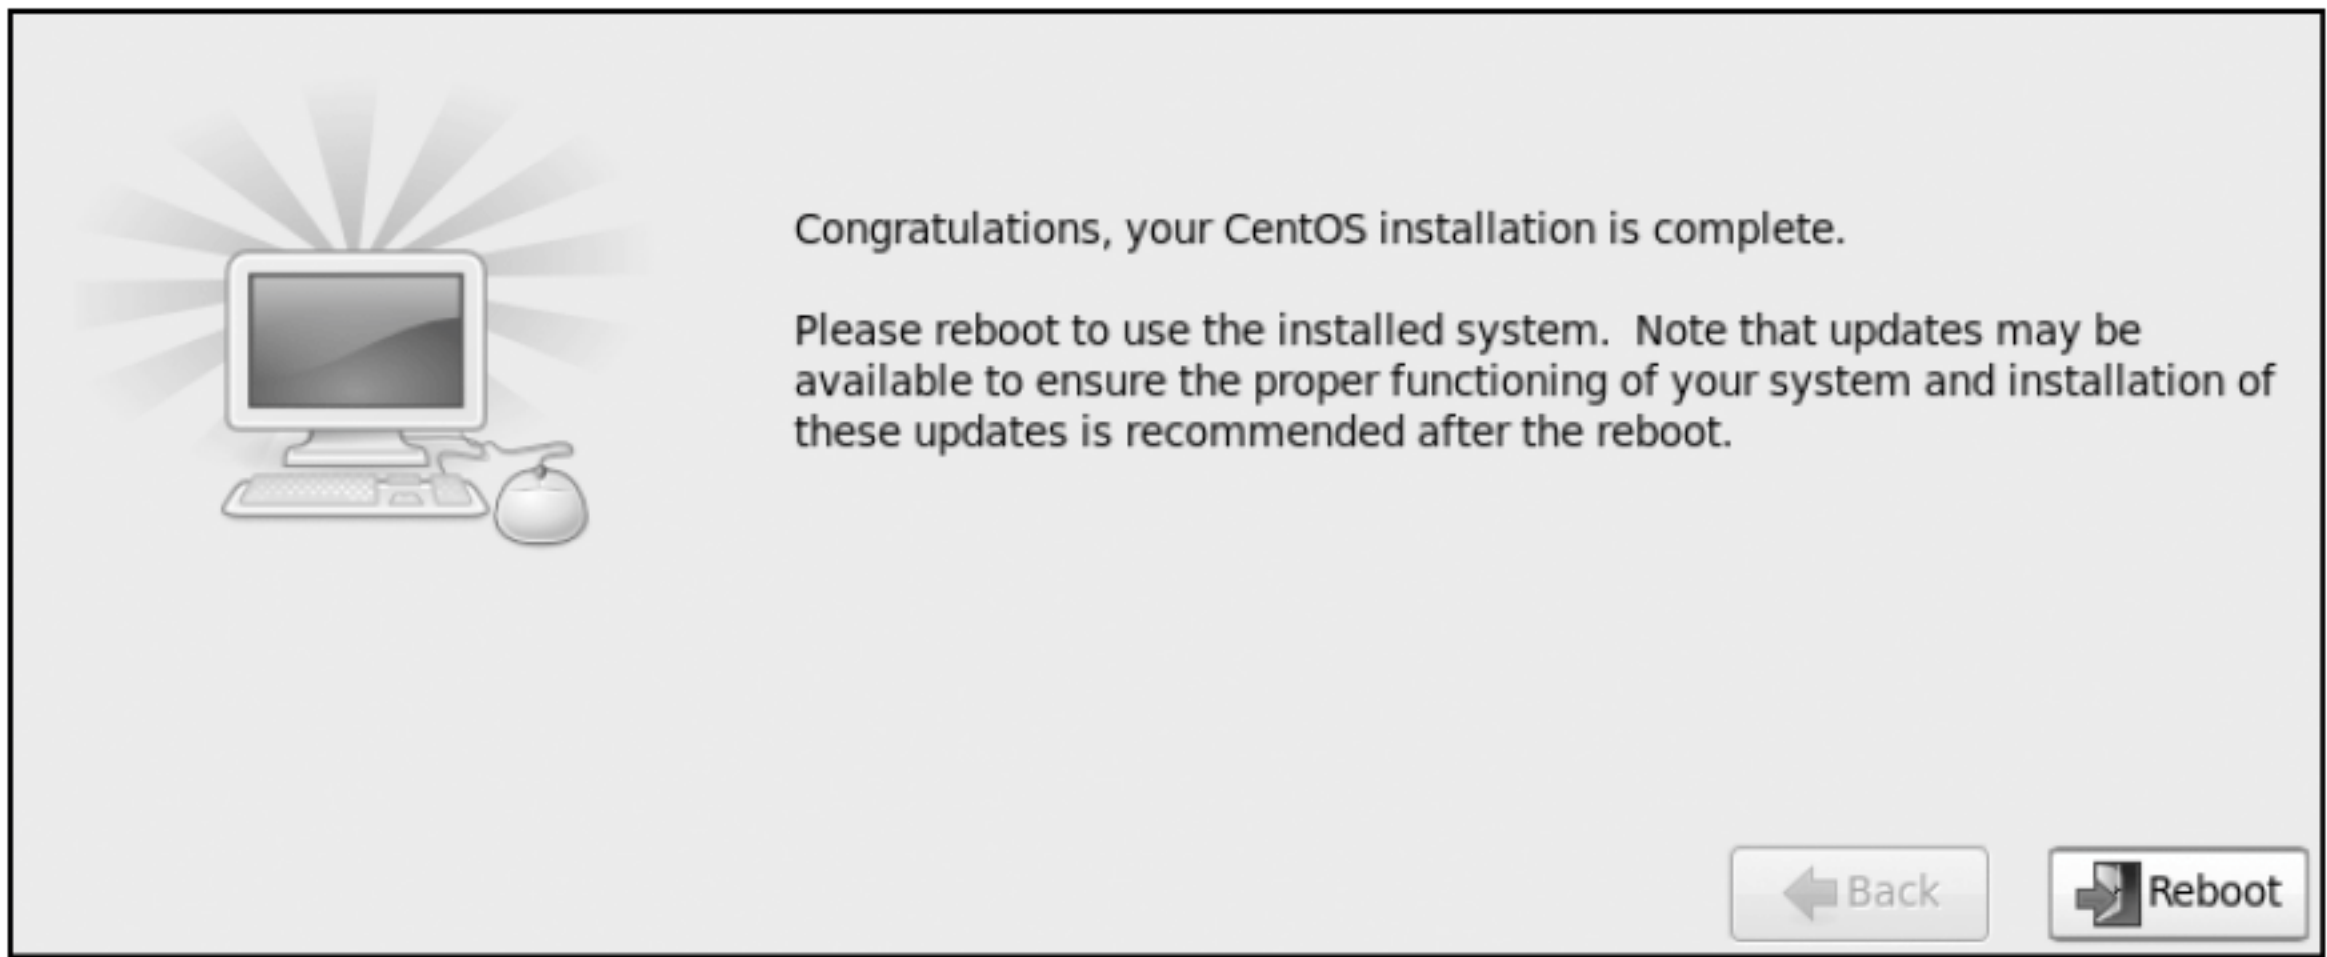 Congratulations, your CentOS installation is complete.
Please reboot to use the installed system.  Note that updates may be
available to ensure the proper functioning of your system and installation of
these updates is recommended after the reboot.
Back
Reboot